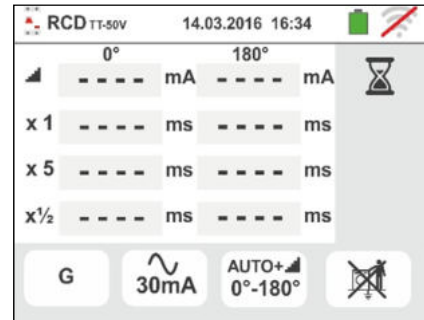 RCD TT-50V 14.03.2016 16:34
0° 180°
---- mA ---- mA
x 1 ---- ms ---- ms
x 5 ---- ms ---- ms
x½ ---- ms ---- ms
G 30mA AUTO+ 0°-180°